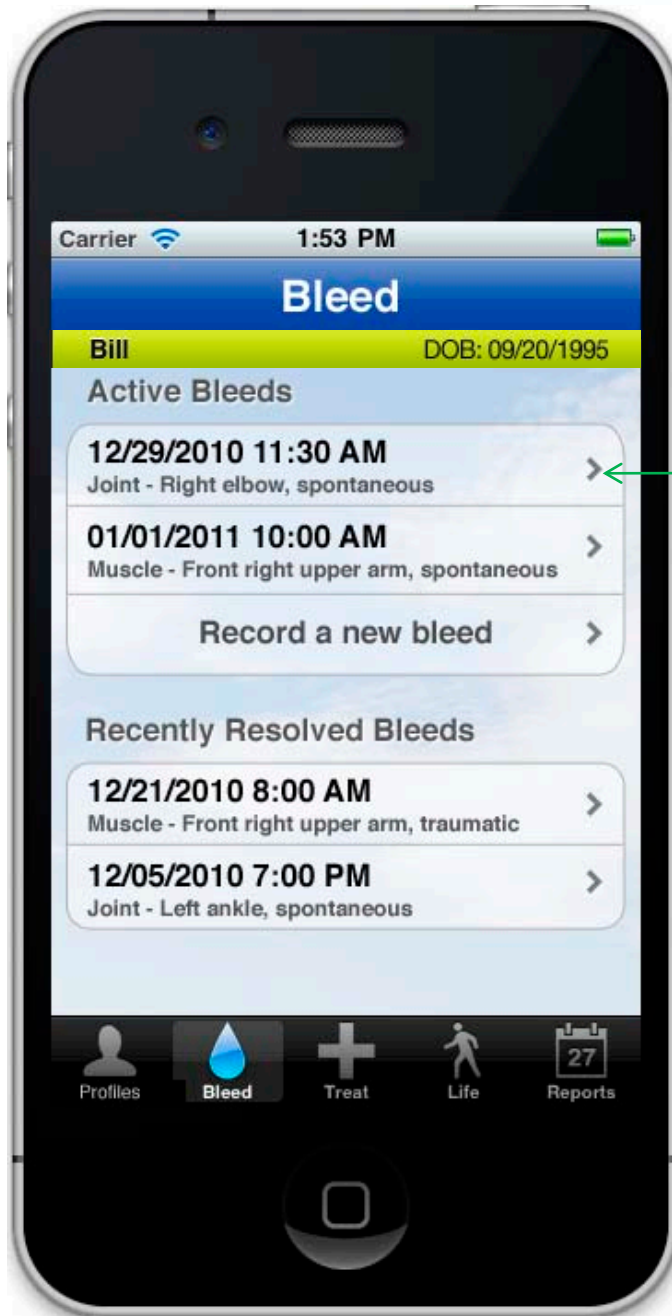 Carrier 1:53 PM
Bleed
Bill DOB: 09/20/1995
Active Bleeds
12/29/2010 11:30 AM
Joint - Right elbow, spontaneous
01/01/2011 10:00 AM
Muscle - Front right upper arm, spontaneous
Record a new bleed
Recently Resolved Bleeds
12/21/2010 8:00 AM
Muscle - Front right upper arm, traumatic
12/05/2010 7:00 PM
Joint - Left ankle, spontaneous
27
Profiles Bleed Treat Life Reports